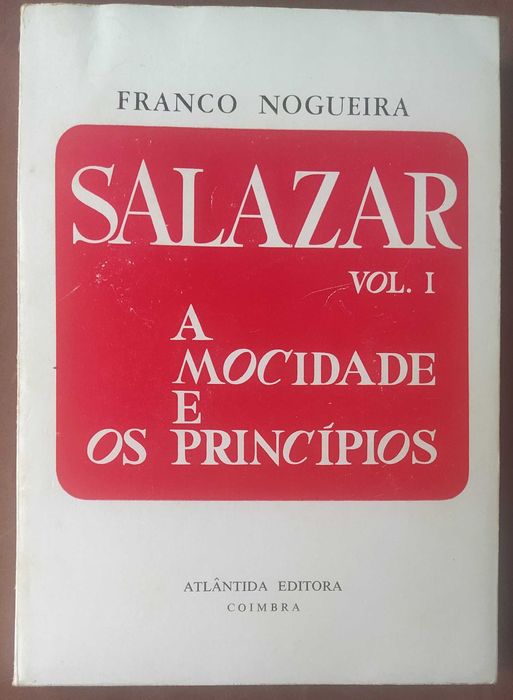 FRANCO NOGUEIRA
SALAZAR
VOL. I
A
MOCIDADE
E
OS PRINCÍPIOS
ATLÂNTIDA EDITORA
COIMBRA